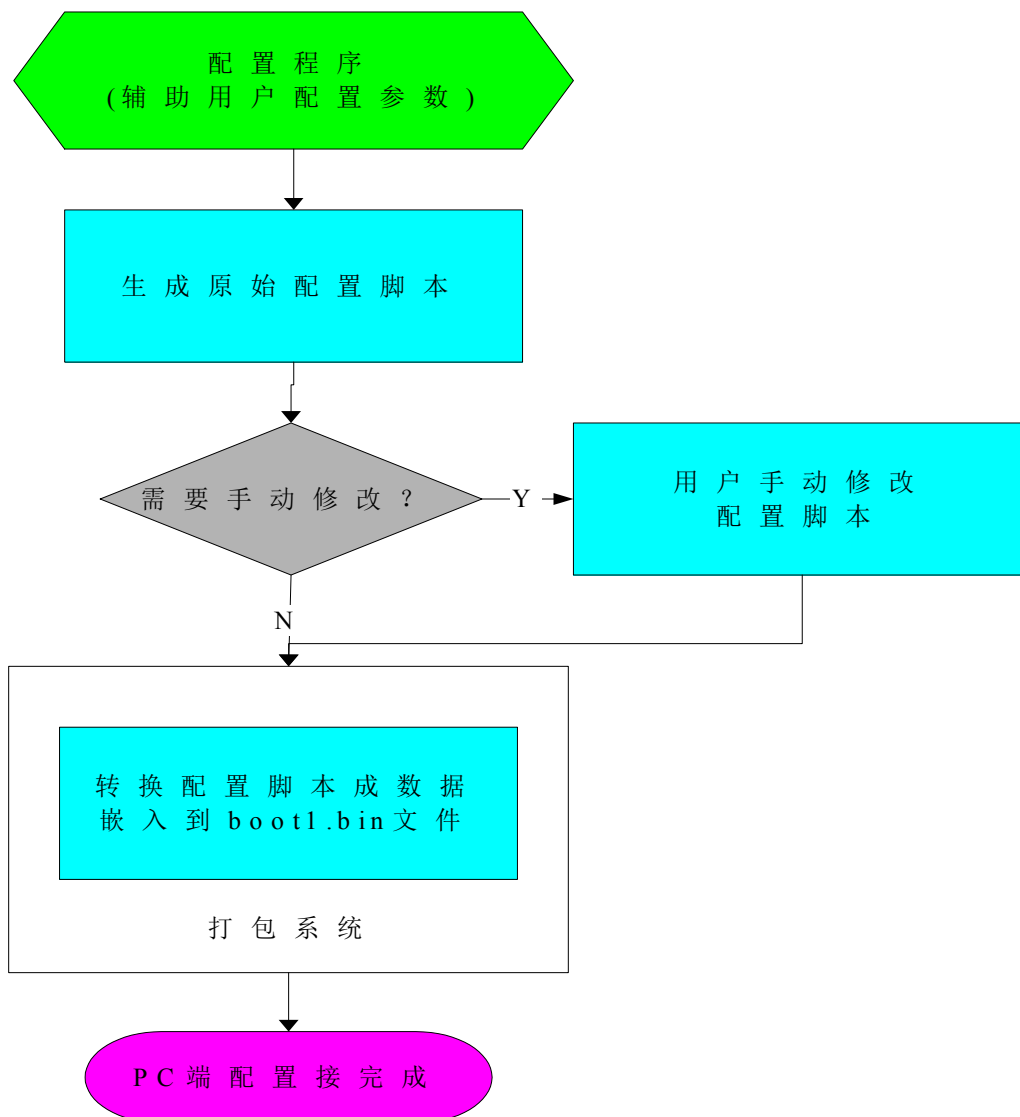 配置程序
(辅助用户配置参数)
生成原始配置脚本
需要手动修改?
Y
用户手动修改
配置脚本
N
转换配置脚本成数据
嵌入到boot1.bin文件
打包系统
PC端配置接完成